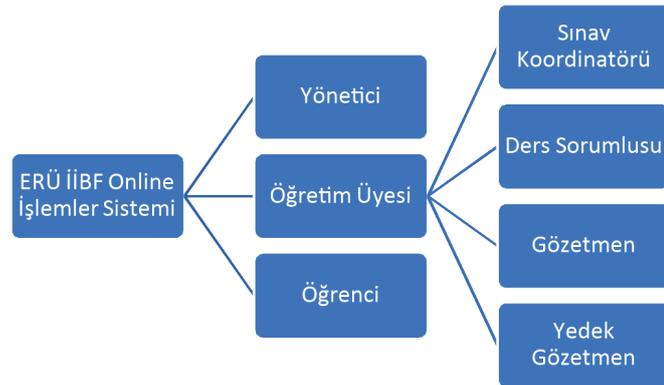 ERÜ İİBF Online
İşlemler Sistemi
Yönetici
Öğretim Üyesi
Öğrenci
Sınav
Koordinatörü
Ders Sorumlusu
Gözetmen
Yedek
Gözetmen